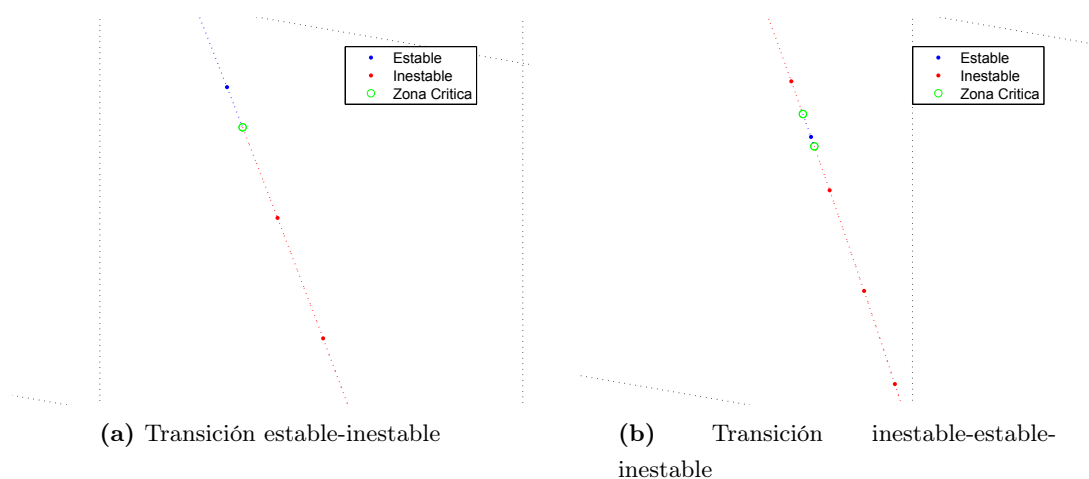 Estable
Inestable
Zona Critica
Estable
Inestable
Zona Critica
(a) Transición estable-inestable
(b) Transición inestable-estable-
inestable